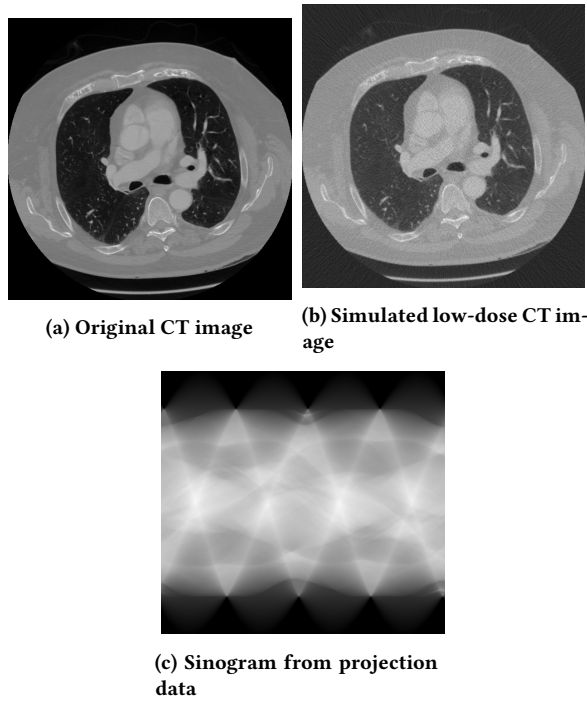 (a) Original CT image
(b) Simulated low-dose CT im-
age
(c) Sinogram from projection
data